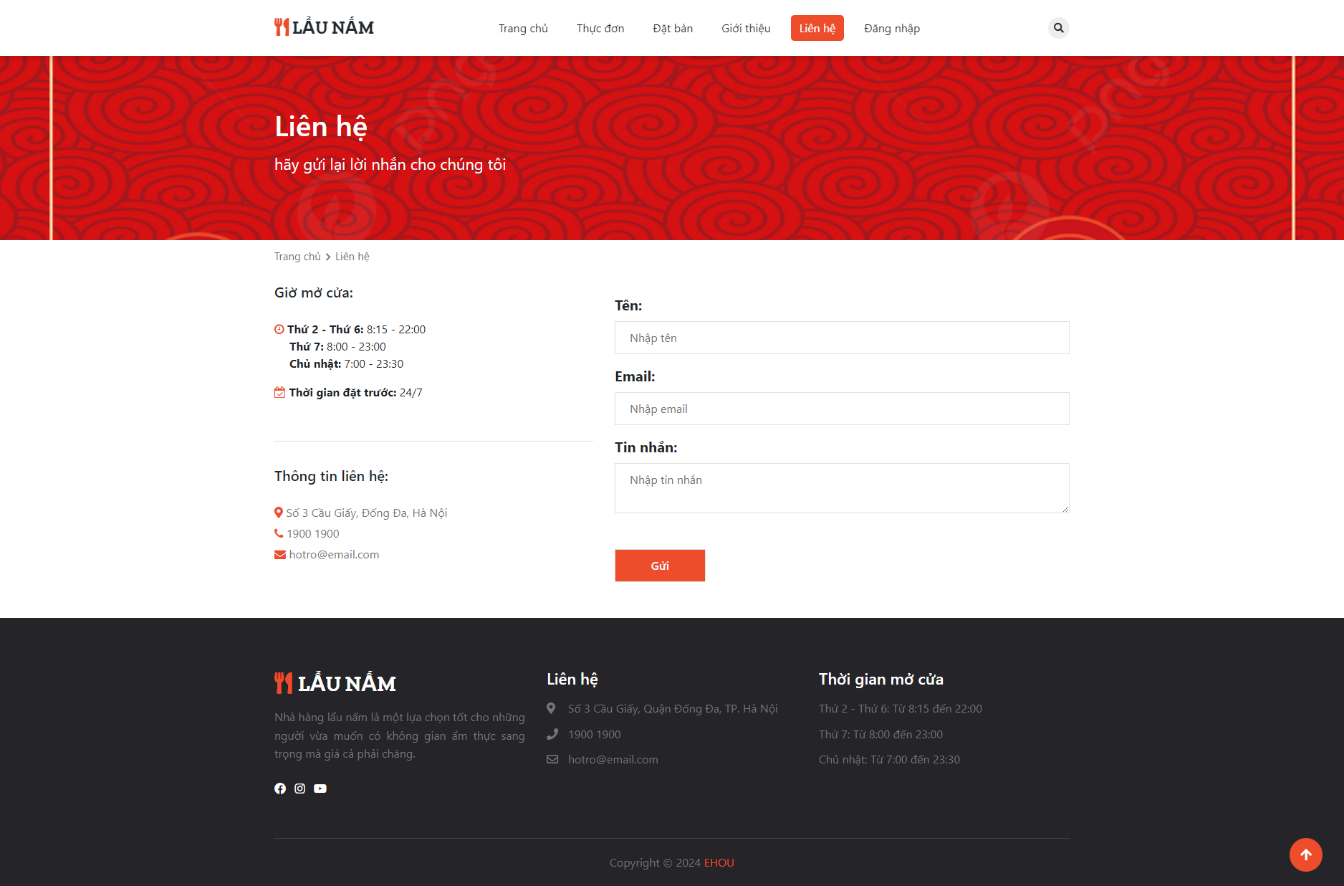 LẨU NẤM
Trang chủ Thực đơn Đặt bàn Giới thiệu Liên hệ Đăng nhập
Liên hệ
hãy gửi lại lời nhắn cho chúng tôi
Trang chủ > Liên hệ
Giờ mở cửa:
Thứ 2 - Thứ 6: 8:15 - 22:00
Thứ 7: 8:00 - 23:00
Chủ nhật: 7:00 - 23:30
Thời gian đặt trước: 24/7
Thông tin liên hệ:
Số 3 Cầu Giấy, Đống Đa, Hà Nội
1900 1900
hotro@email.com
Tên:
Nhập tên
Email:
Nhập email
Tin nhắn:
Nhập tin nhắn
Gửi
LẨU NẤM
Nhà hàng lẩu nấm là một lựa chọn tốt cho những
người vừa muốn có không gian ẩm thực sang
trọng mà giá cả phải chăng.
Liên hệ
Số 3 Cầu Giấy, Quận Đống Đa, TP. Hà Nội
1900 1900
hotro@email.com
Thời gian mở cửa
Thứ 2 - Thứ 6: Từ 8:15 đến 22:00
Thứ 7: Từ 8:00 đến 23:00
Chủ nhật: Từ 7:00 đến 23:30
Copyright © 2024 EHOU